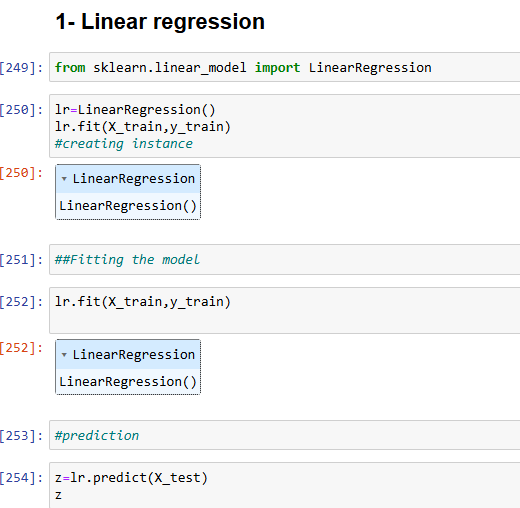 1- Linear regression
[249]: from sklearn.linear_model import LinearRegression
[250]: lr=LinearRegression()
lr.fit(X_train,y_train)
#creating instance
[250]: ▾ LinearRegression
LinearRegression()
[251]: ##Fitting the model
[252]: lr.fit(X_train,y_train)
[252]: ▾ LinearRegression
LinearRegression()
[253]: #prediction
[254]: z=lr.predict(X_test)
z